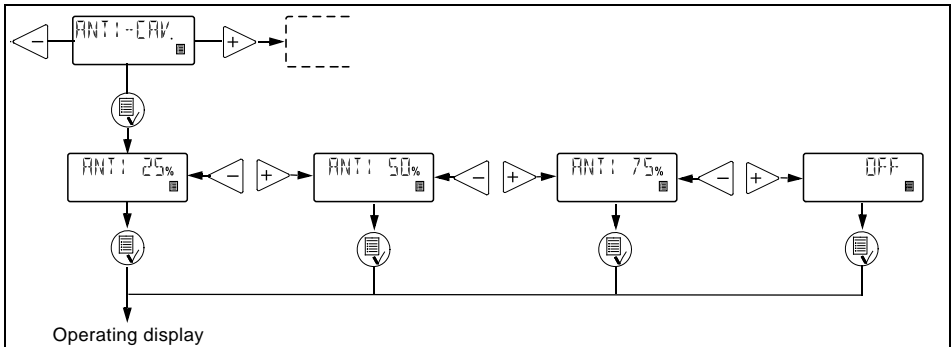 ANTI-CAV.
- +
ANTI 25% - + ANTI 50% - + ANTI 75% - + OFF
Operating display